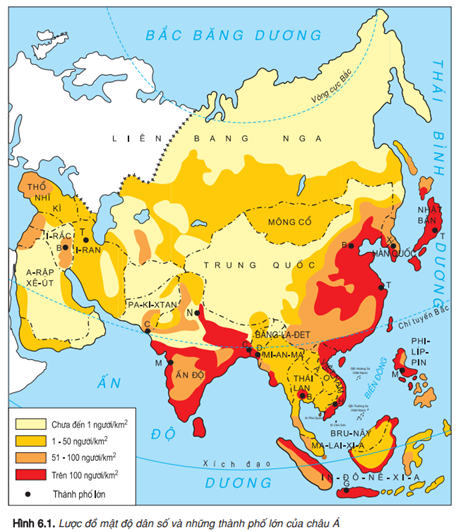 BẮC BĂNG DƯƠNG
Vòng cực Bắc
THÁI BÌNH DƯƠNG
LIÊN BANG NGA
THỔ NHĨ KÌ
MÔNG CỔ
NHẬT BẢN
T
I-RẮC
B
T
I-RAN
B
X
HÀN QUỐC
TRUNG QUỐC
A-RẬP XÊ-ÚT
PA-KI-XTAN
N
T
C
BĂNG-LA-ĐET
Chí tuyến Bắc
C
Đ
MI-AN-MA
M
ẤN ĐỘ
LÀO
THÁI LAN
B
VIỆT NAM
BIỂN ĐÔNG
PHI-LÍP-PIN
M
ẤN ĐỘ DƯƠNG
BRU-NÂY
MA-LAI-XI-A
Xích đạo
IN-ĐÔ-NÊ-XI-A
G
Chưa đến 1 người/km²
1 - 50 người/km²
51 - 100 người/km²
Trên 100 người/km²
Thành phố lớn
Hình 6.1. Lược đồ mật độ dân số và những thành phố lớn của châu Á